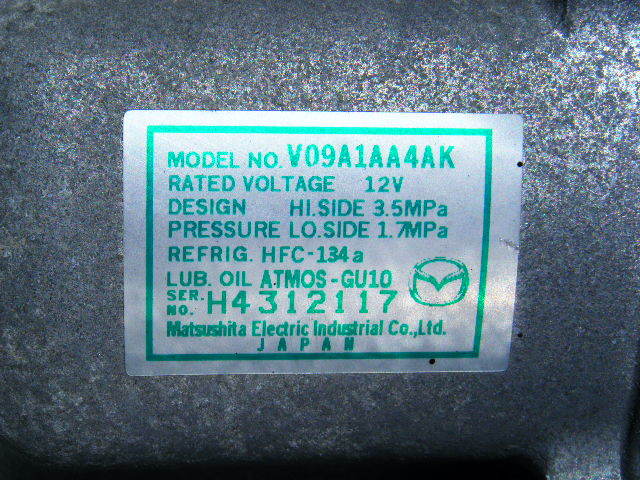 MODEL NO. V09A1AA4AK
RATED VOLTAGE 12V
DESIGN HI.SIDE 3.5MPa
PRESSURE LO.SIDE 1.7MPa
REFRIG. HFC-134a
LUB. OIL ATMOS-GU10
SER. NO. H4312117
Matsushita Electric Industrial Co.,Ltd.
JAPAN